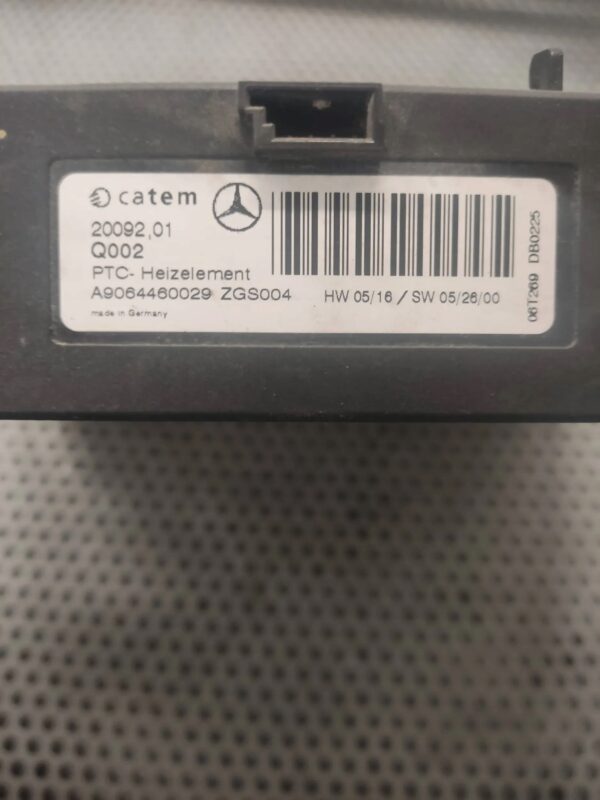 catem
20092,01
Q002
PTC- Heizelement
A9064460029 ZGS004 HW 05/16 / SW 05/26/00
made in Germany
06T269 DB0225